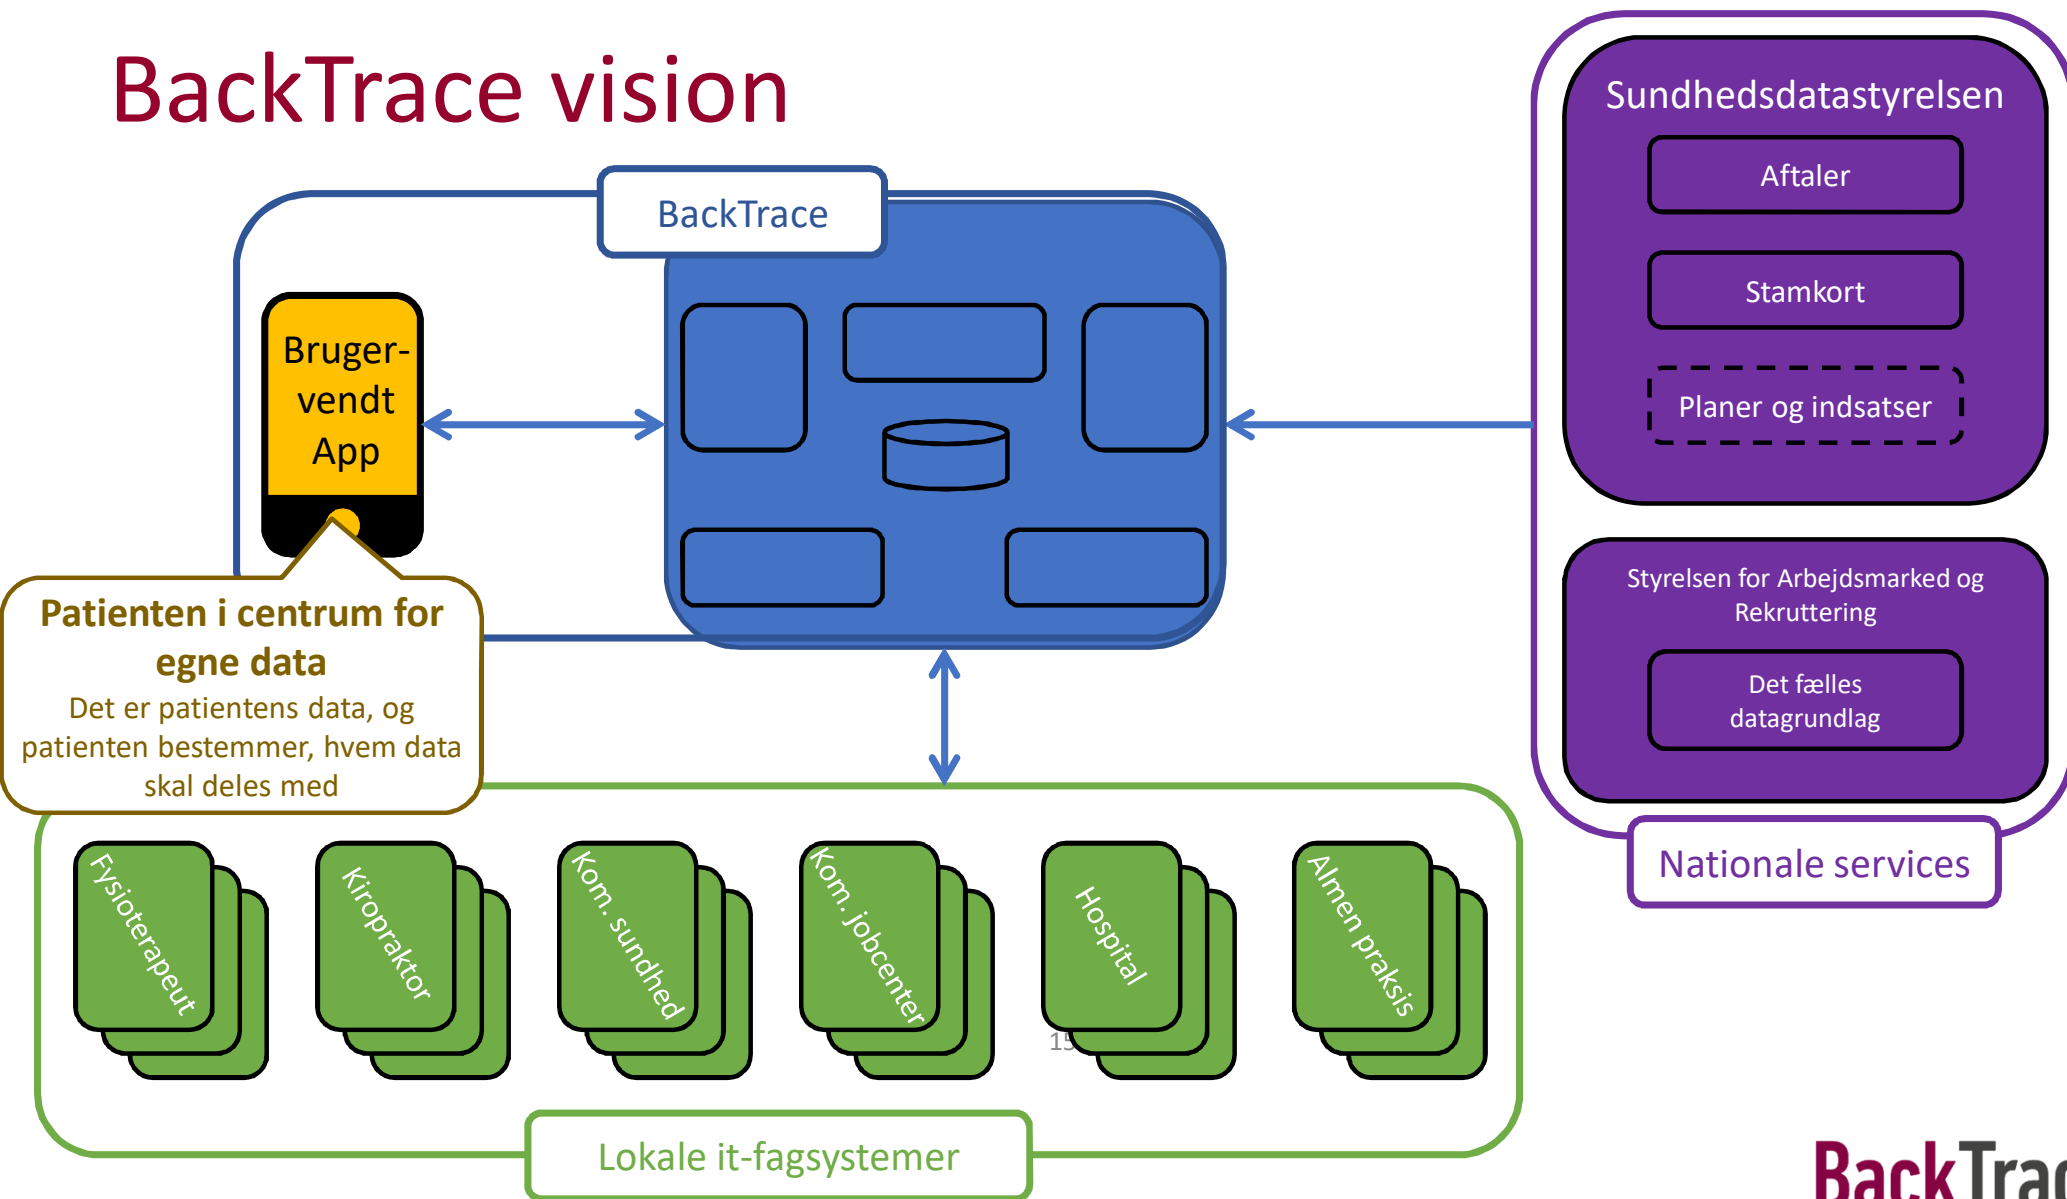 BackTrace vision
BackTrace
Bruger-
vendt
App
Patienten i centrum for
egne data
Det er patientens data, og
patienten bestemmer, hvem data
skal deles med
Sundhedsdatastyrelsen
Aftaler
Stamkort
Planer og indsatser
Styrelsen for Arbejdsmarked og
Rekruttering
Det fælles
datagrundlag
Nationale services
Fysioterapeut
Kiropraktor
Kom. sundhed
Kom. jobcenter
Hospital
Almen praksis
15
Lokale it-fagsystemer
BackTrac